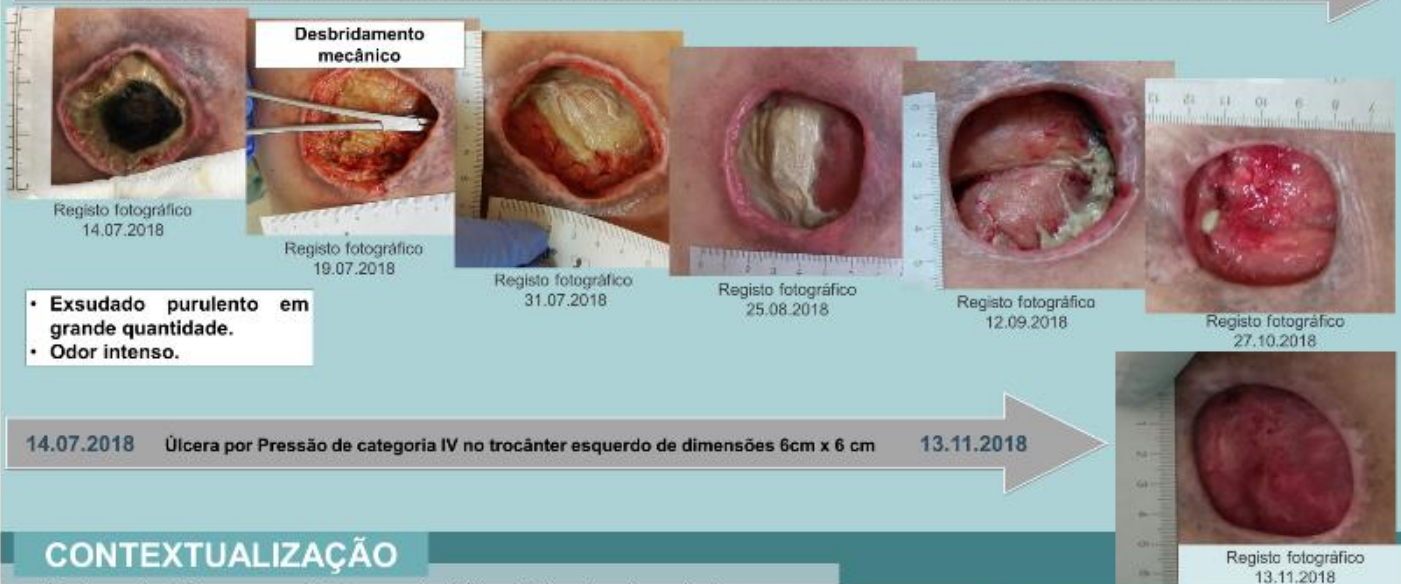 Desbridamento
mecânico
Registo fotográfico
14.07.2018
Registo fotográfico
19.07.2018
Registo fotográfico
31.07.2018
Registo fotográfico
25.08.2018
Registo fotográfico
12.09.2018
Registo fotográfico
27.10.2018
• Exsudado purulento em
grande quantidade.
• Odor intenso.
14.07.2018 Úlcera por Pressão de categoria IV no trocânter esquerdo de dimensões 6cm x 6 cm 13.11.2018
Registo fotográfico
13.11.2018
CONTEXTUALIZAÇÃO